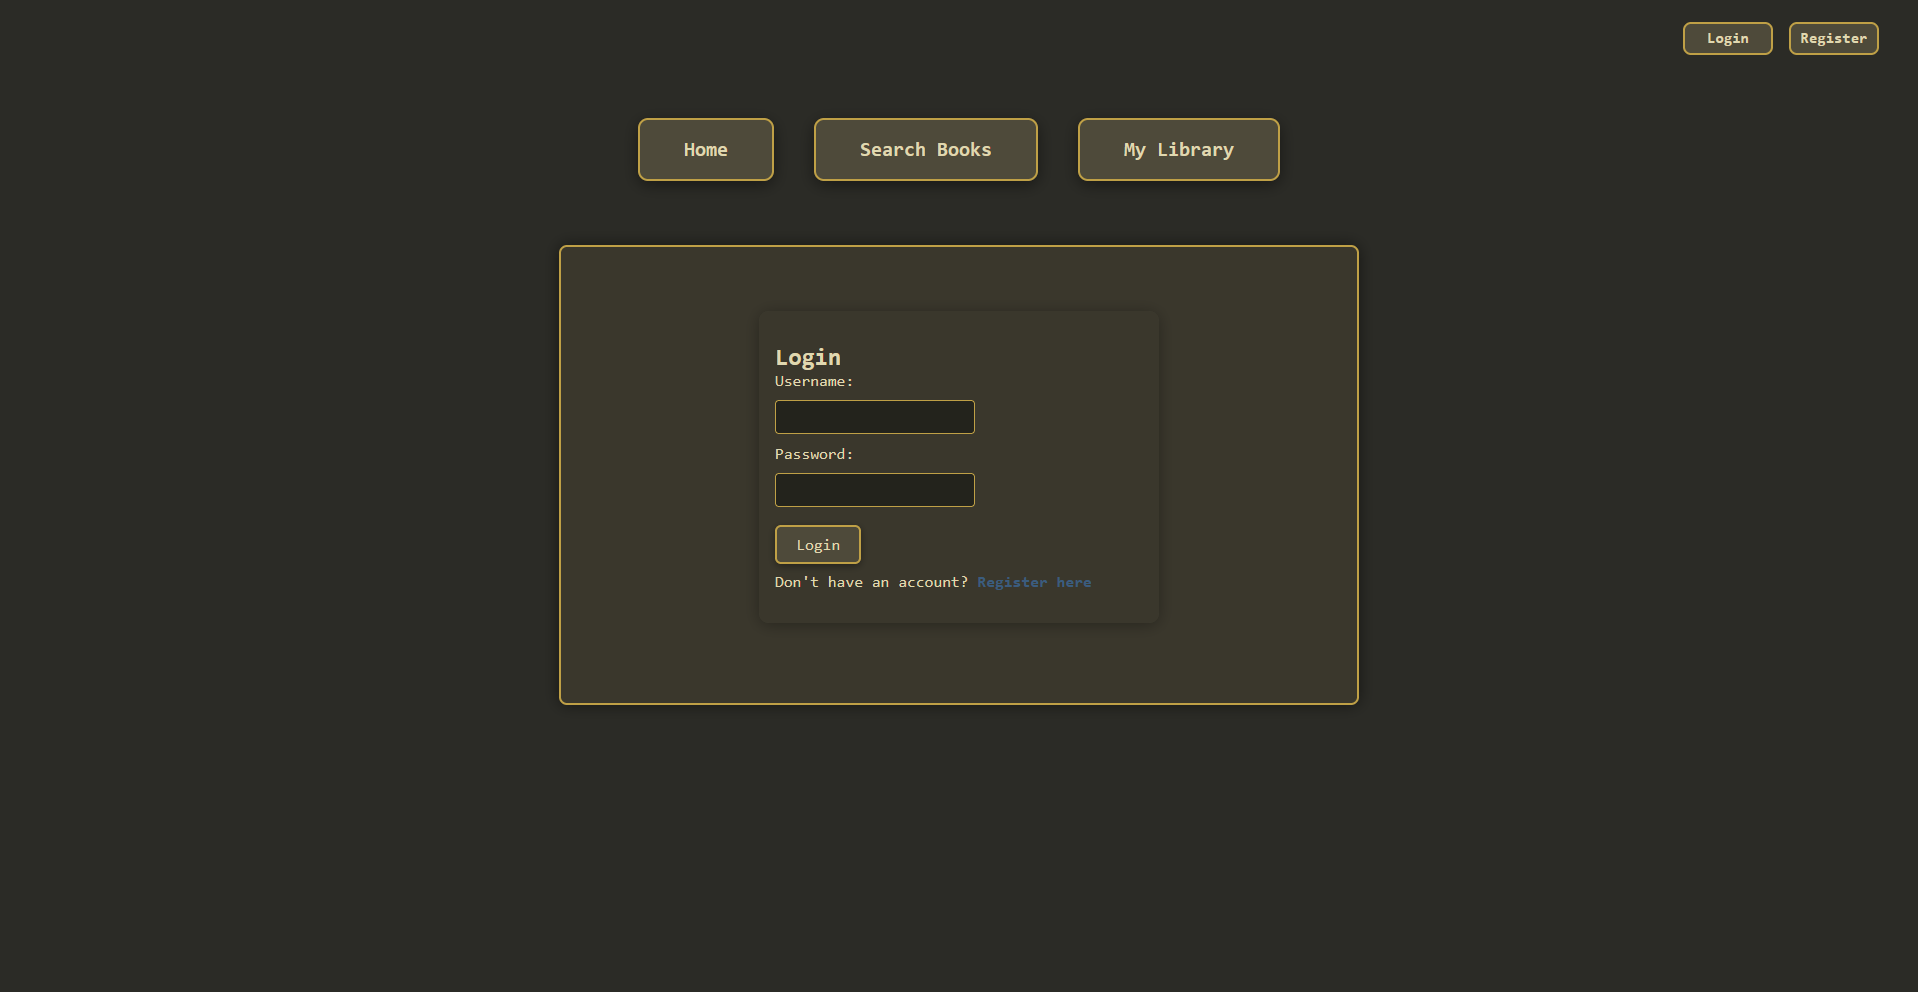 Login Register
Home Search Books My Library
Login
Username:
Password:
Login
Don't have an account? Register here